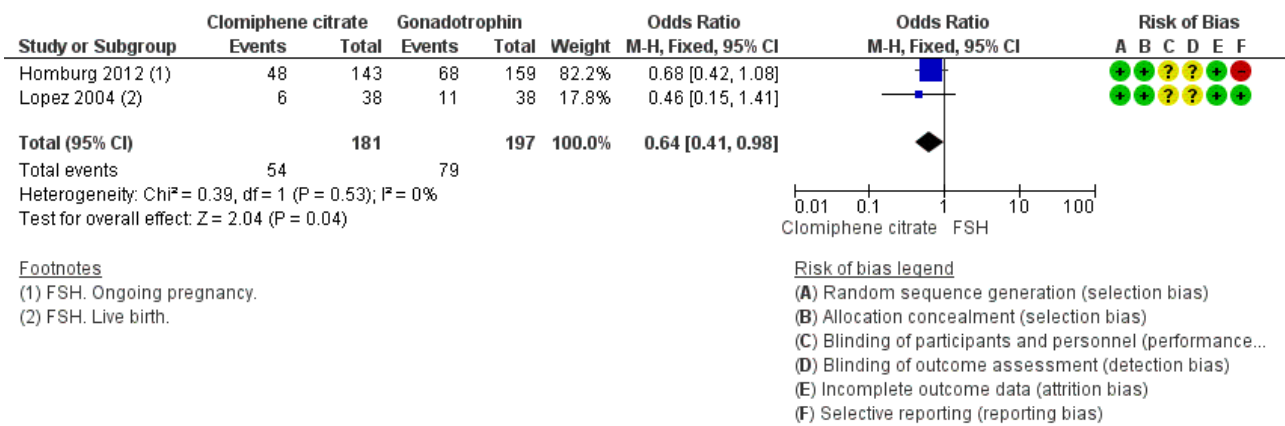 Clomiphene citrate Gonadotrophin Odds Ratio Odds Ratio Risk of Bias
Study or Subgroup Events Total Events Total Weight M-H, Fixed, 95% CI M-H, Fixed, 95% CI A B C D E F
Homburg 2012 (1) 48 143 68 159 82.2% 0.68 [0.42, 1.08] + + ? ? + -
Lopez 2004 (2) 6 38 11 38 17.8% 0.46 [0.15, 1.41] + + ? ? + +
Total (95% CI) 181 197 100.0% 0.64 [0.41, 0.98]
Total events 54 79
Heterogeneity: Chi² = 0.39, df = 1 (P = 0.53); I² = 0%
Test for overall effect: Z = 2.04 (P = 0.04)
0.01 0.1 1 10 100
Clomiphene citrate FSH
Footnotes
(1) FSH. Ongoing pregnancy.
(2) FSH. Live birth.
Risk of bias legend
(A) Random sequence generation (selection bias)
(B) Allocation concealment (selection bias)
(C) Blinding of participants and personnel (performance...
(D) Blinding of outcome assessment (detection bias)
(E) Incomplete outcome data (attrition bias)
(F) Selective reporting (reporting bias)